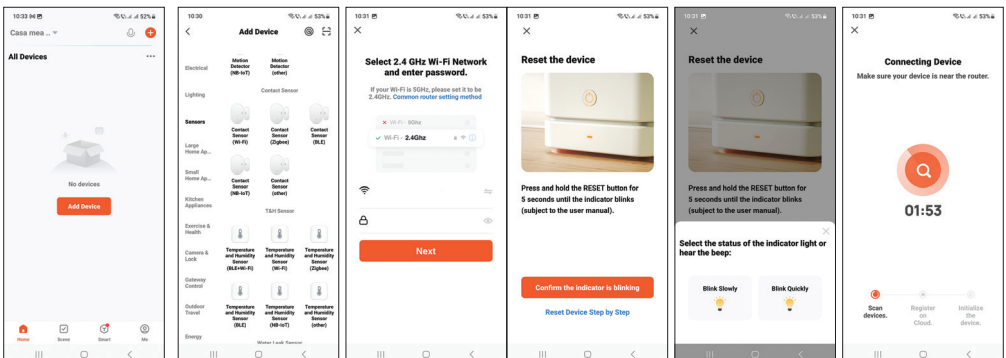 10:33
52%
Casa mea ..
All Devices
No devices
Add Device
Home
Scene
Smart
Me
10:30
53%
Add Device
Electrical
Lighting
Sensors
Large
Home Ap...
Small
Home Ap...
Kitchen
Appliances
Exercise &
Health
Camera &
Lock
Gateway
Control
Outdoor
Travel
Energy
Motion
Detector
(NB-IoT)
Motion
Detector
(other)
Contact Sensor
Contact
Sensor
(Wi-Fi)
Contact
Sensor
(Zigbee)
Contact
Sensor
(BLE)
Contact
Sensor
(NB-IoT)
Contact
Sensor
(other)
T&H Sensor
Temperature
and Humidity
Sensor
(BLE+Wi-Fi)
Temperature
and Humidity
Sensor
(Wi-Fi)
Temperature
and Humidity
Sensor
(Zigbee)
Temperature
and Humidity
Sensor
(BLE)
Temperature
and Humidity
Sensor
(NB-IoT)
Temperature
and Humidity
Sensor
(other)
Water Leak Sensor
10:31
53%
Select 2.4 GHz Wi-Fi Network
and enter password.
If your Wi-Fi is 5GHz, please set it to be
2.4GHz. Common router setting method
Wi-Fi - 5Ghz
Wi-Fi - 2.4Ghz
Next
10:31
53%
Reset the device
Press and hold the RESET button for
5 seconds until the indicator blinks
(subject to the user manual).
Confirm the indicator is blinking
Reset Device Step by Step
10:31
53%
Reset the device
Press and hold the RESET button for
5 seconds until the indicator blinks
(subject to the user manual).
Select the status of the indicator light or
hear the beep:
Blink Slowly
Blink Quickly
10:31
53%
Connecting Device
Make sure your device is near the router.
01:53
Scan
devices.
Register
on
Cloud.
Initialize
the
device.